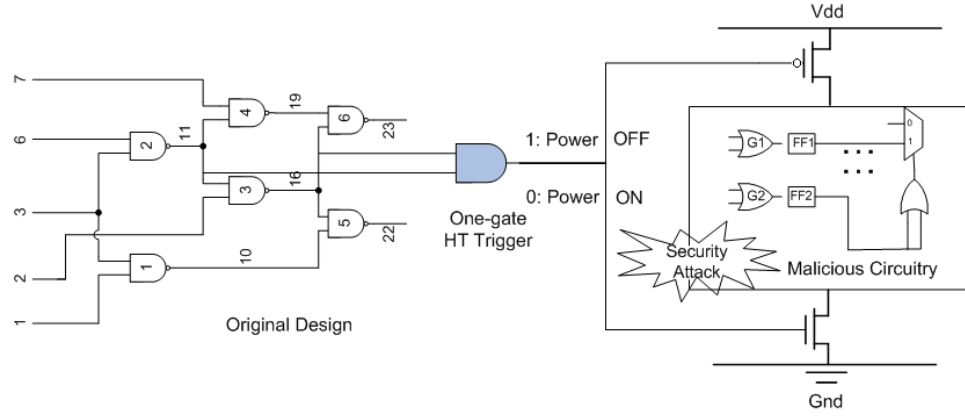 Vdd
7
19
4
6
23
11
6
2
1: Power OFF
G1
FF1
0
1
16
3
0: Power ON
G2
FF2
3
One-gate
HT Trigger
5
22
10
Security
Attack
Malicious Circuitry
2
1
1
Original Design
Gnd